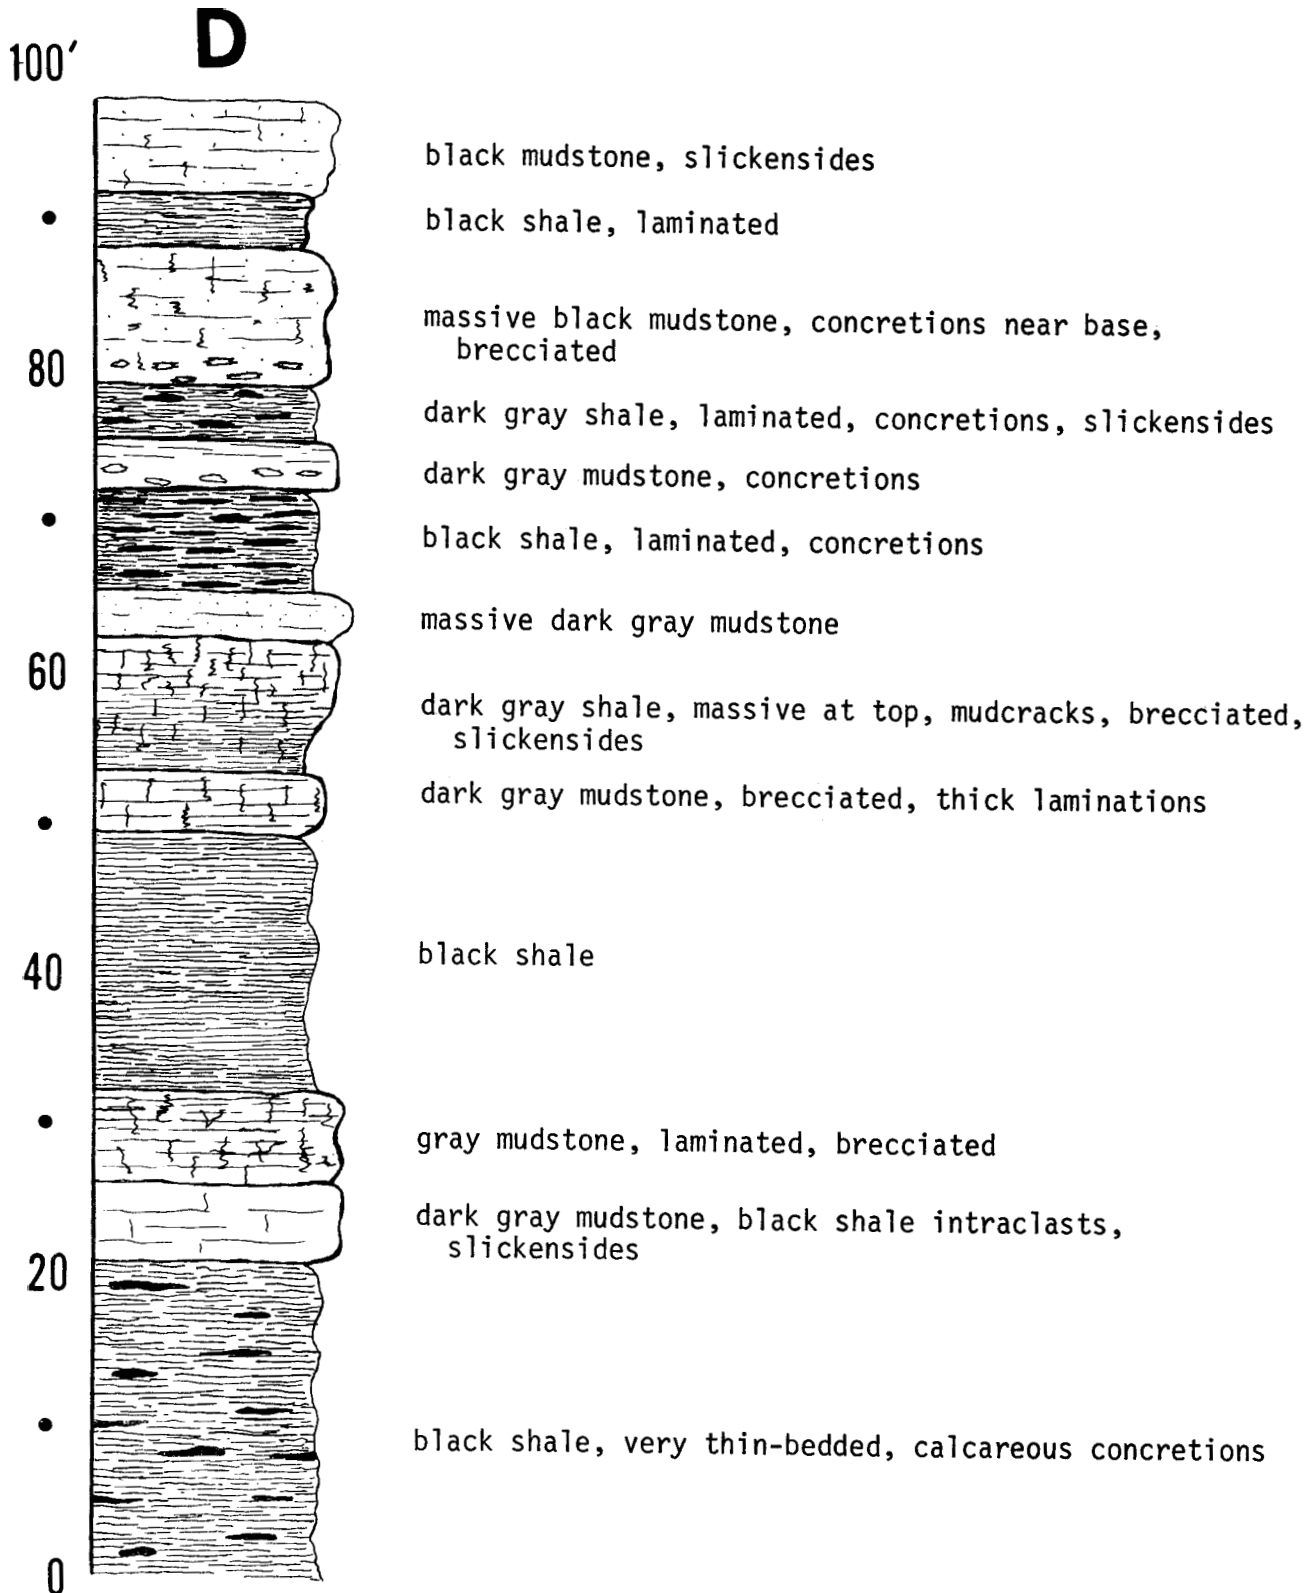 D
100′
black mudstone, slickensides
black shale, laminated
massive black mudstone, concretions near base,
brecciated
80
dark gray shale, laminated, concretions, slickensides
dark gray mudstone, concretions
black shale, laminated, concretions
massive dark gray mudstone
60
dark gray shale, massive at top, mudcracks, brecciated,
slickensides
dark gray mudstone, brecciated, thick laminations
black shale
40
gray mudstone, laminated, brecciated
dark gray mudstone, black shale intraclasts,
slickensides
20
black shale, very thin-bedded, calcareous concretions
0